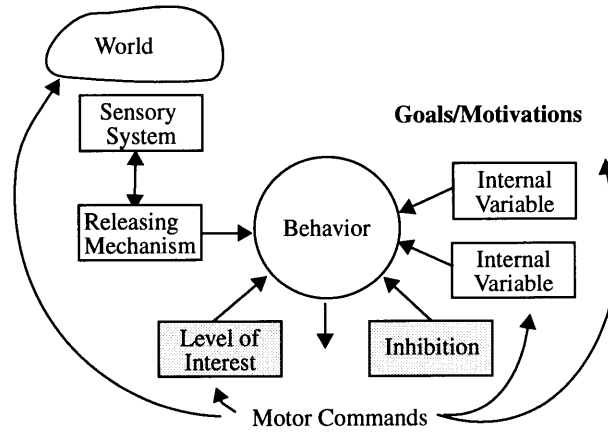 World
Sensory
System
Goals/Motivations
Releasing
Mechanism
Behavior
Internal
Variable
Internal
Variable
Level of
Interest
Inhibition
Motor Commands